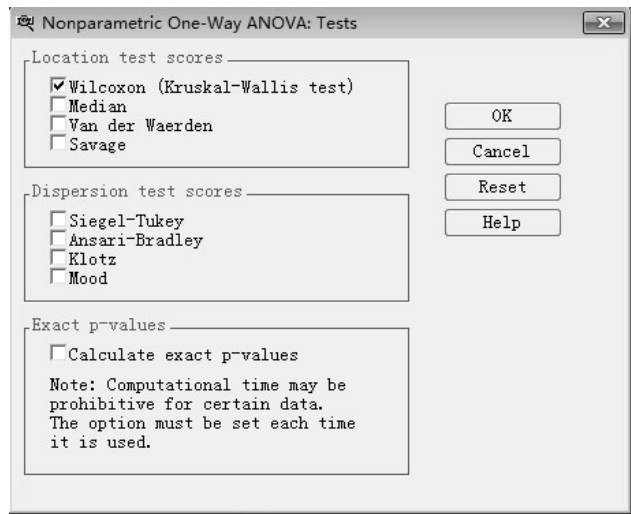 Nonparametric One-Way ANOVA: Tests
Location test scores
Wilcoxon (Kruskal-Wallis test)
Median
Van der Waerden
Savage
Dispersion test scores
Siegel-Tukey
Ansari-Bradley
Klotz
Mood
Exact p-values
Calculate exact p-values
Note: Computational time may be
prohibitive for certain data.
The option must be set each time
it is used.
OK
Cancel
Reset
Help